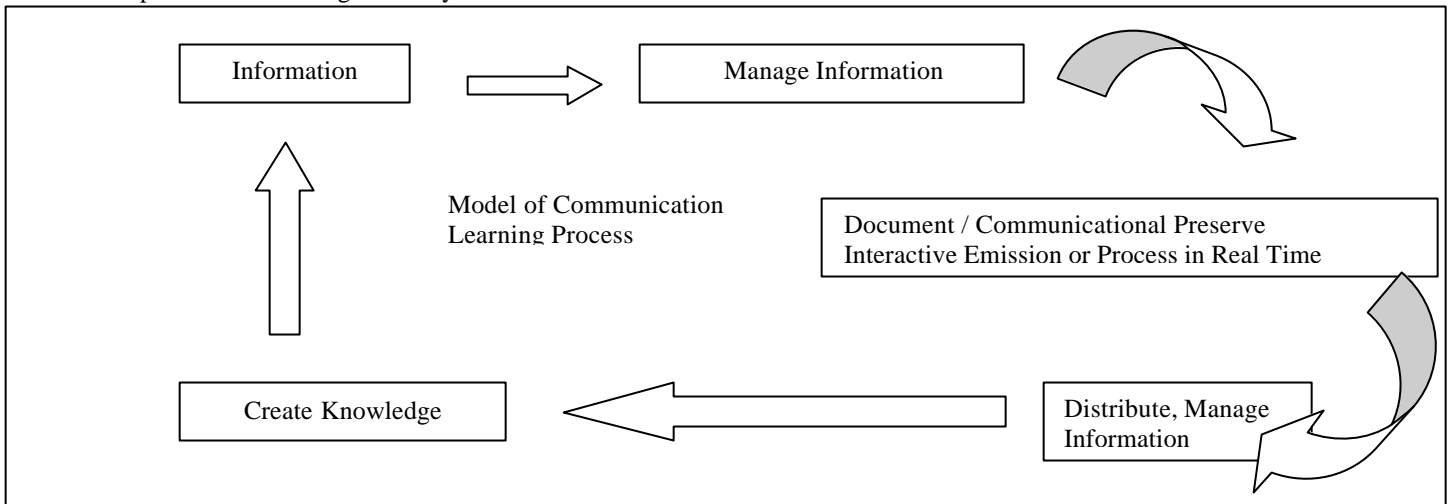 Information
Manage Information
Model of Communication
Learning Process
Document / Communicational Preserve
Interactive Emission or Process in Real Time
Create Knowledge
Distribute, Manage
Information